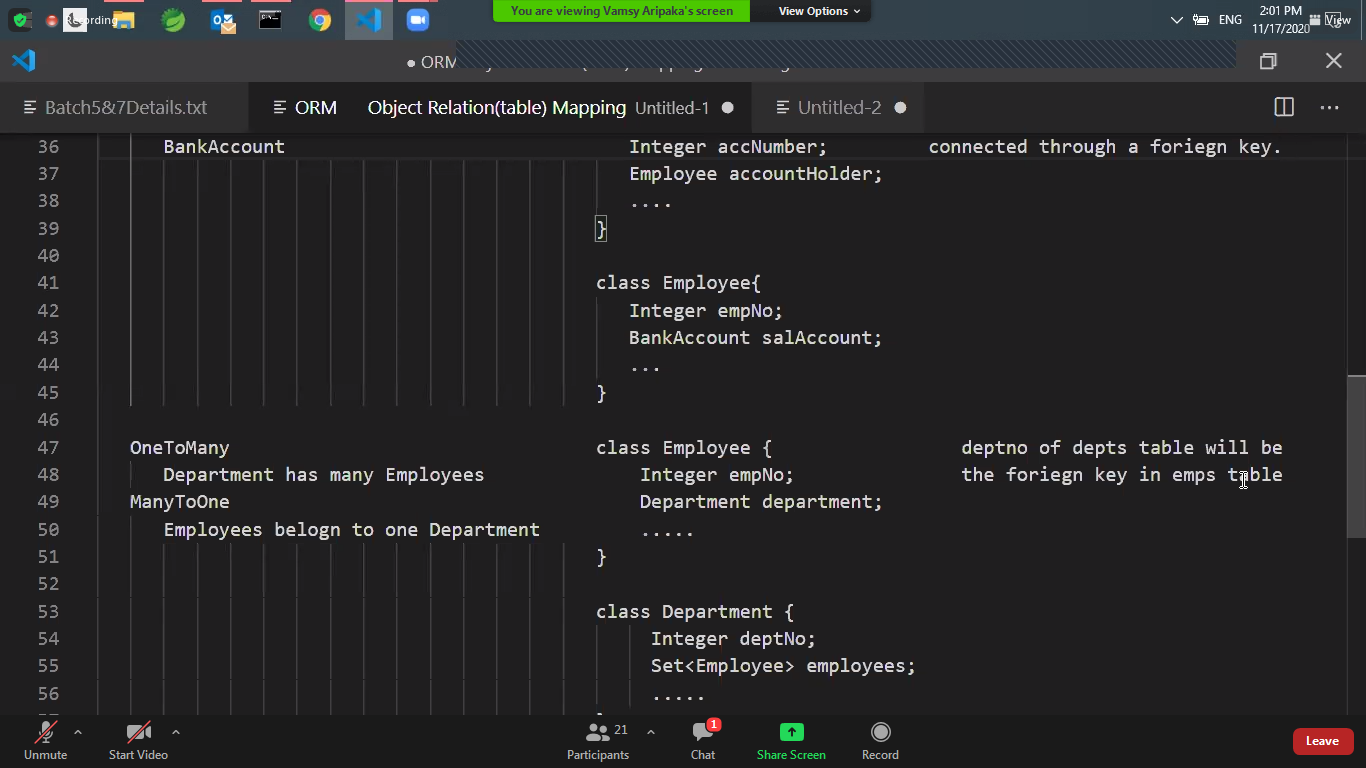 Recording
You are viewing Vamsy Aripaka's screen View Options
ENG 2:01 PM 11/17/2020 View
● ORM
Batch5&7Details.txt ORM Object Relation(table) Mapping Untitled-1 ● Untitled-2 ● ...
36 BankAccount Integer accNumber; connected through a foriegn key.
37 Employee accountHolder;
38 ....
39 }
40
41 class Employee{
42 Integer empNo;
43 BankAccount salAccount;
44 ...
45 }
46
47 OneToMany class Employee { deptno of depts table will be
48 Department has many Employees Integer empNo; the foriegn key in emps table
49 ManyToOne Department department;
50 Employees belogn to one Department .....
51 }
52
53 class Department {
54 Integer deptNo;
55 Set<Employee> employees;
56 .....
Unmute Start Video Participants 21 Chat 1 Share Screen Record Leave